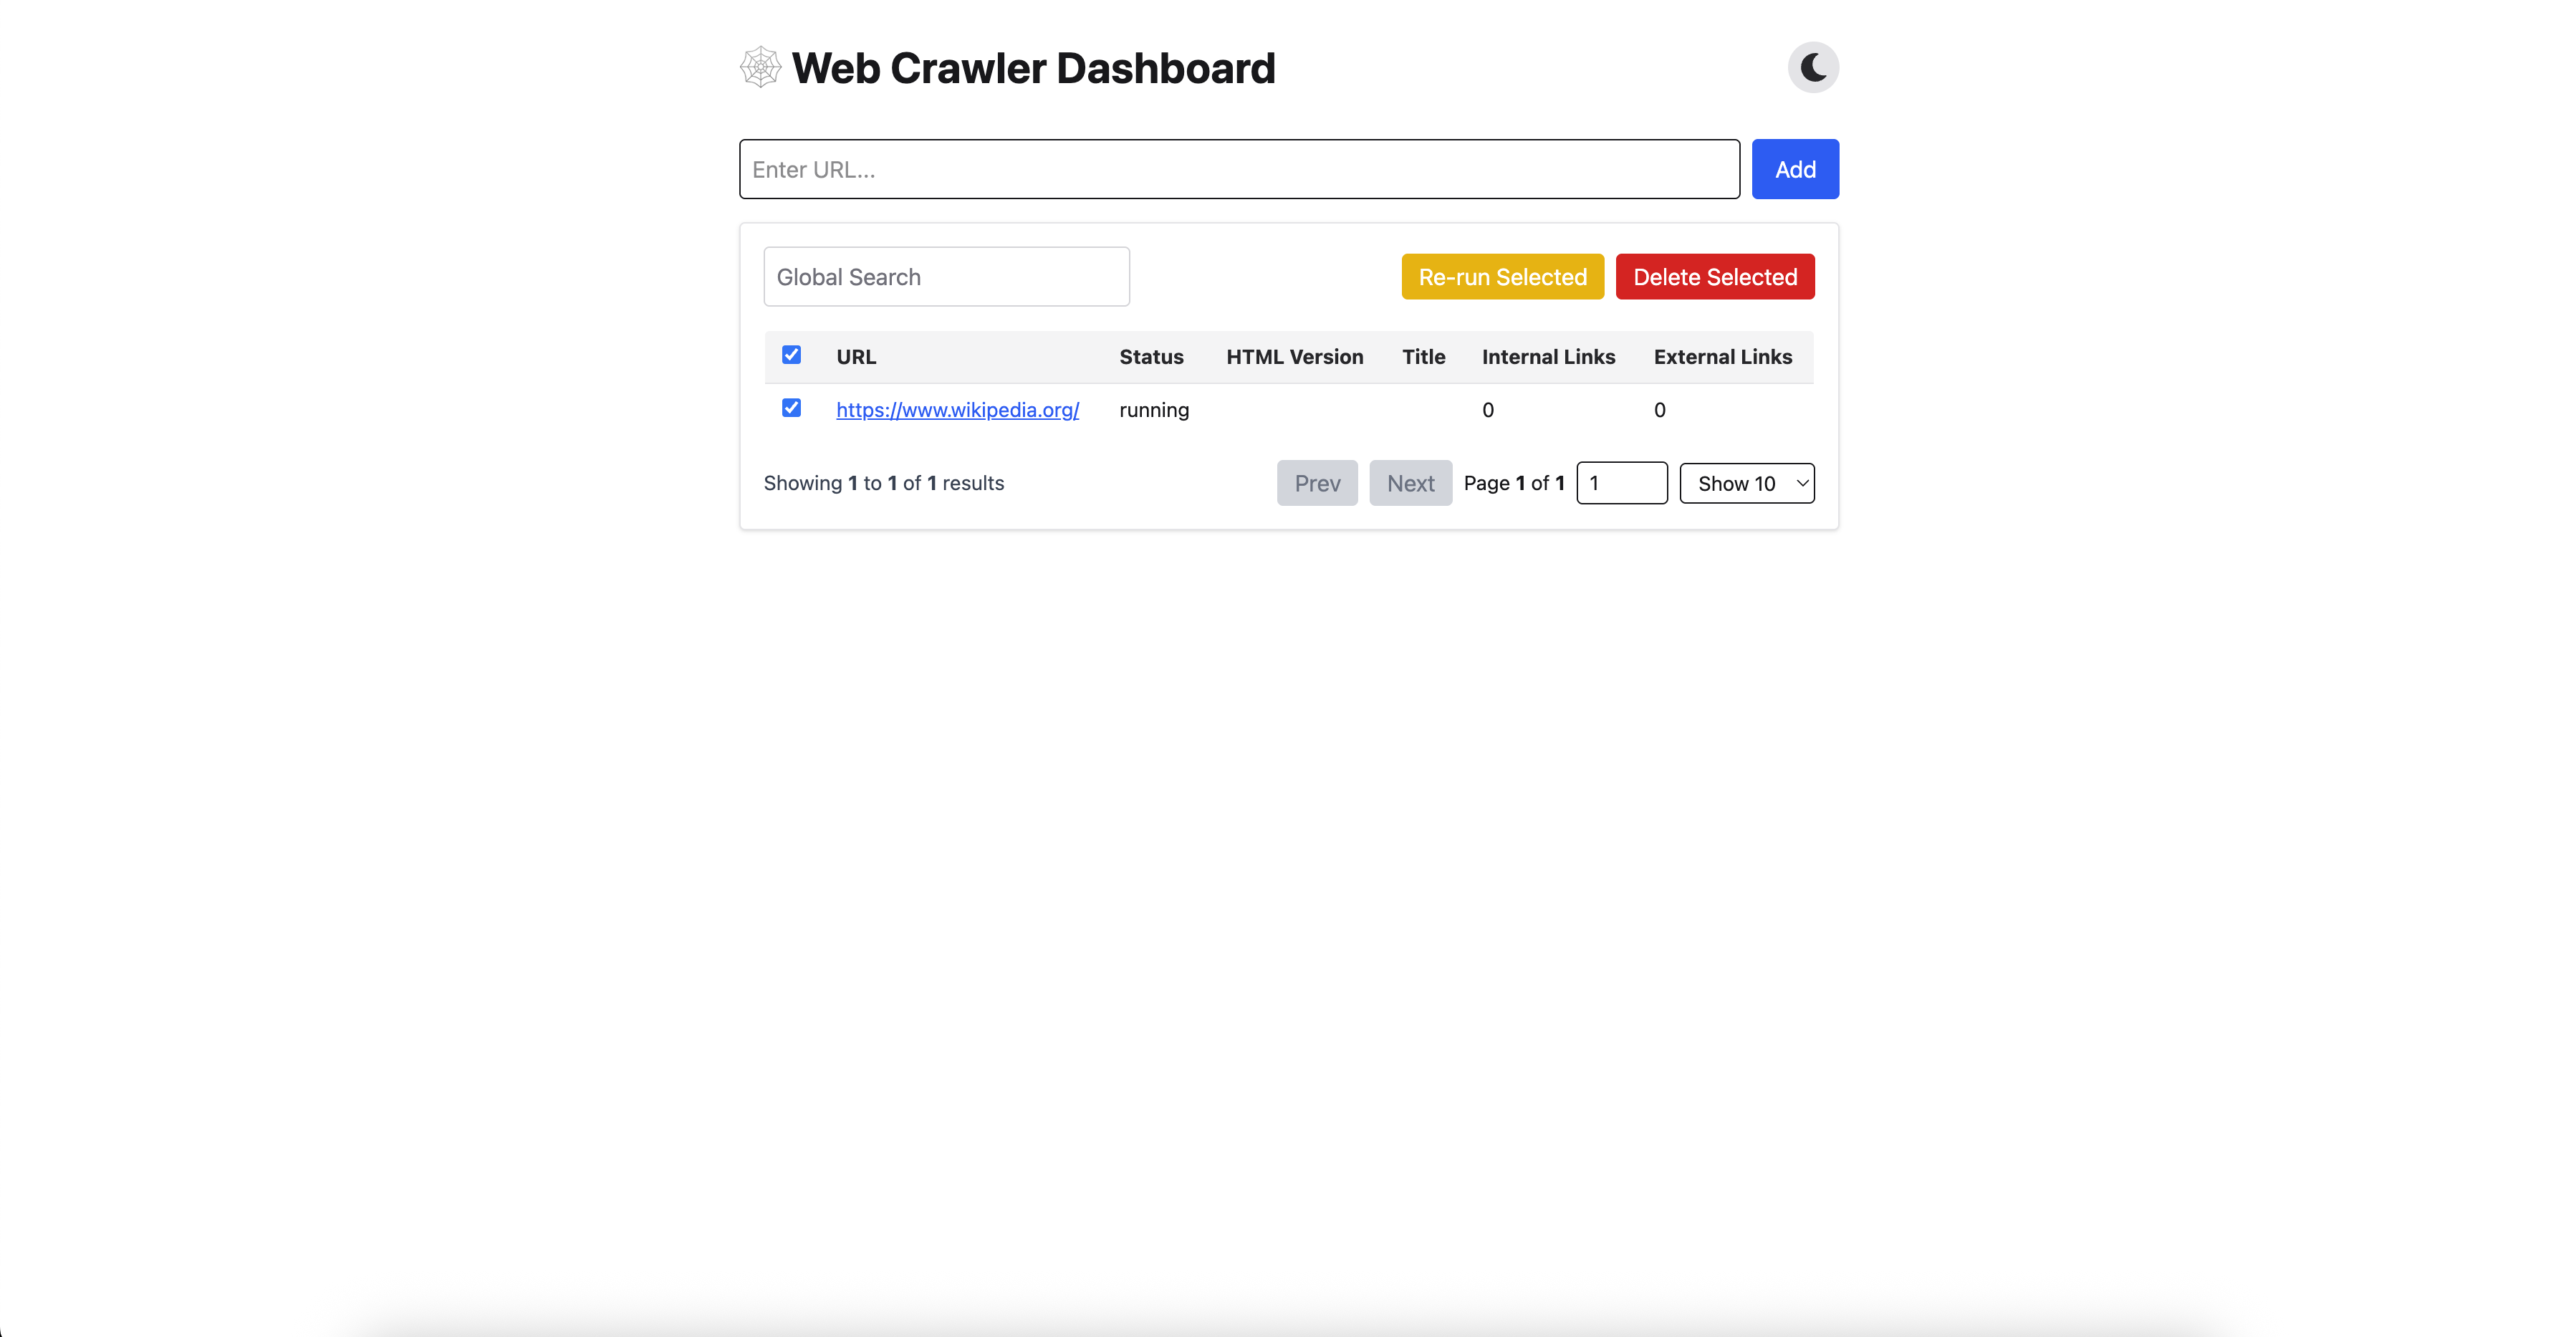 Web Crawler Dashboard
Enter URL...
Add
Global Search
Re-run Selected
Delete Selected
URL Status HTML Version Title Internal Links External Links
https://www.wikipedia.org/ running 0 0
Showing 1 to 1 of 1 results
Prev Next Page 1 of 1 1 Show 10